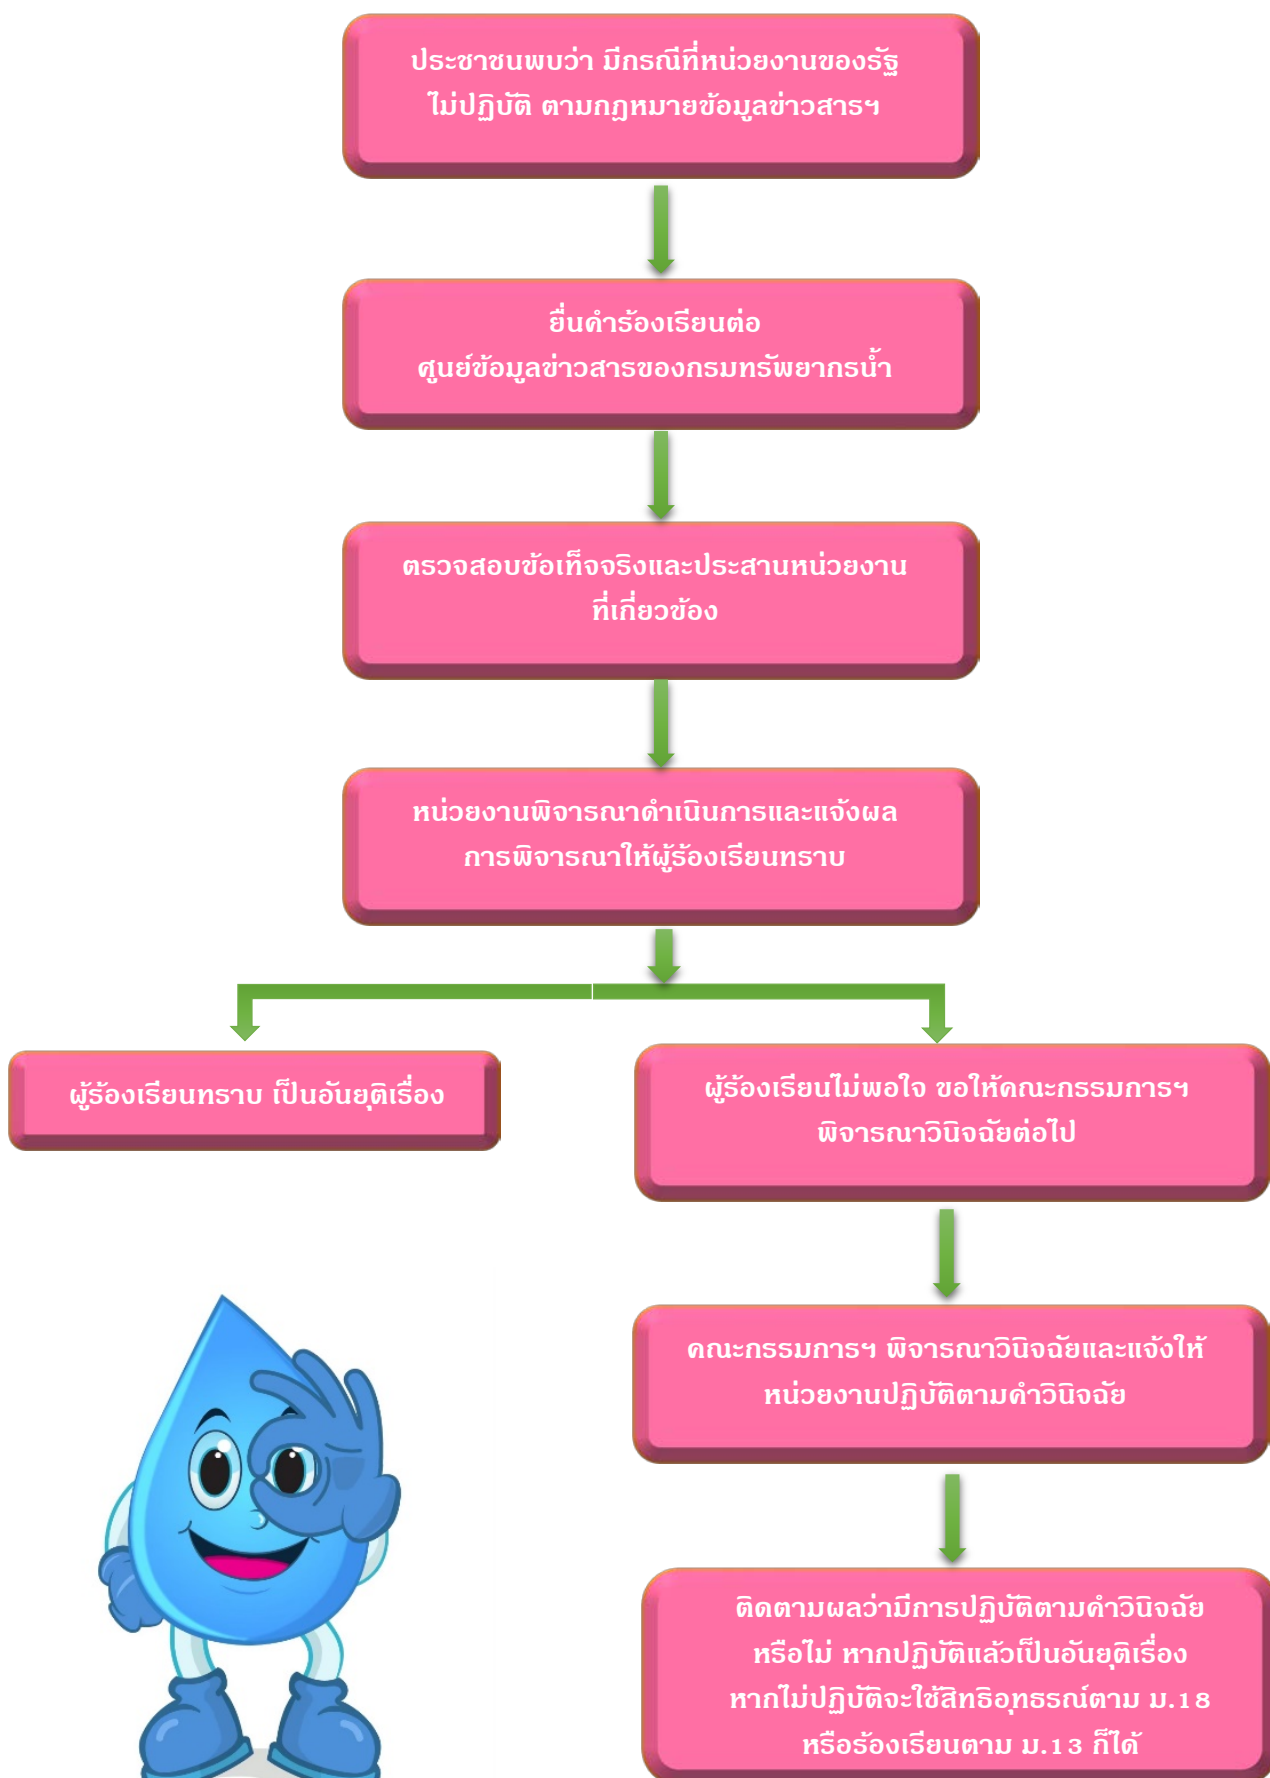 ประชาชนพบว่า มีกรณีที่หน่วยงานของรัฐ
ไม่ปฏิบัติ ตามกฎหมายข้อมูลข่าวสารฯ
ยื่นคำร้องเรียนต่อ
ศูนย์ข้อมูลข่าวสารของกรมทรัพยากรน้ำ
ตรวจสอบข้อเท็จจริงและประสานหน่วยงาน
ที่เกี่ยวข้อง
หน่วยงานพิจารณาดำเนินการและแจ้งผล
การพิจารณาให้ผู้ร้องเรียนทราบ
ผู้ร้องเรียนทราบ เป็นอันยุติเรื่อง
ผู้ร้องเรียนไม่พอใจ ขอให้คณะกรรมการฯ
พิจารณาวินิจฉัยต่อไป
คณะกรรมการฯ พิจารณาวินิจฉัยและแจ้งให้
หน่วยงานปฏิบัติตามคำวินิจฉัย
ติดตามผลว่ามีการปฏิบัติตามคำวินิจฉัย
หรือไม่ หากปฏิบัติแล้วเป็นอันยุติเรื่อง
หากไม่ปฏิบัติจะใช้สิทธิอุทธรณ์ตาม ม.18
หรือร้องเรียนตาม ม.13 ก็ได้